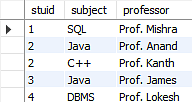 stuid subject professor
1 SQL Prof. Mishra
2 Java Prof. Anand
2 C++ Prof. Kanth
3 Java Prof. James
4 DBMS Prof. Lokesh